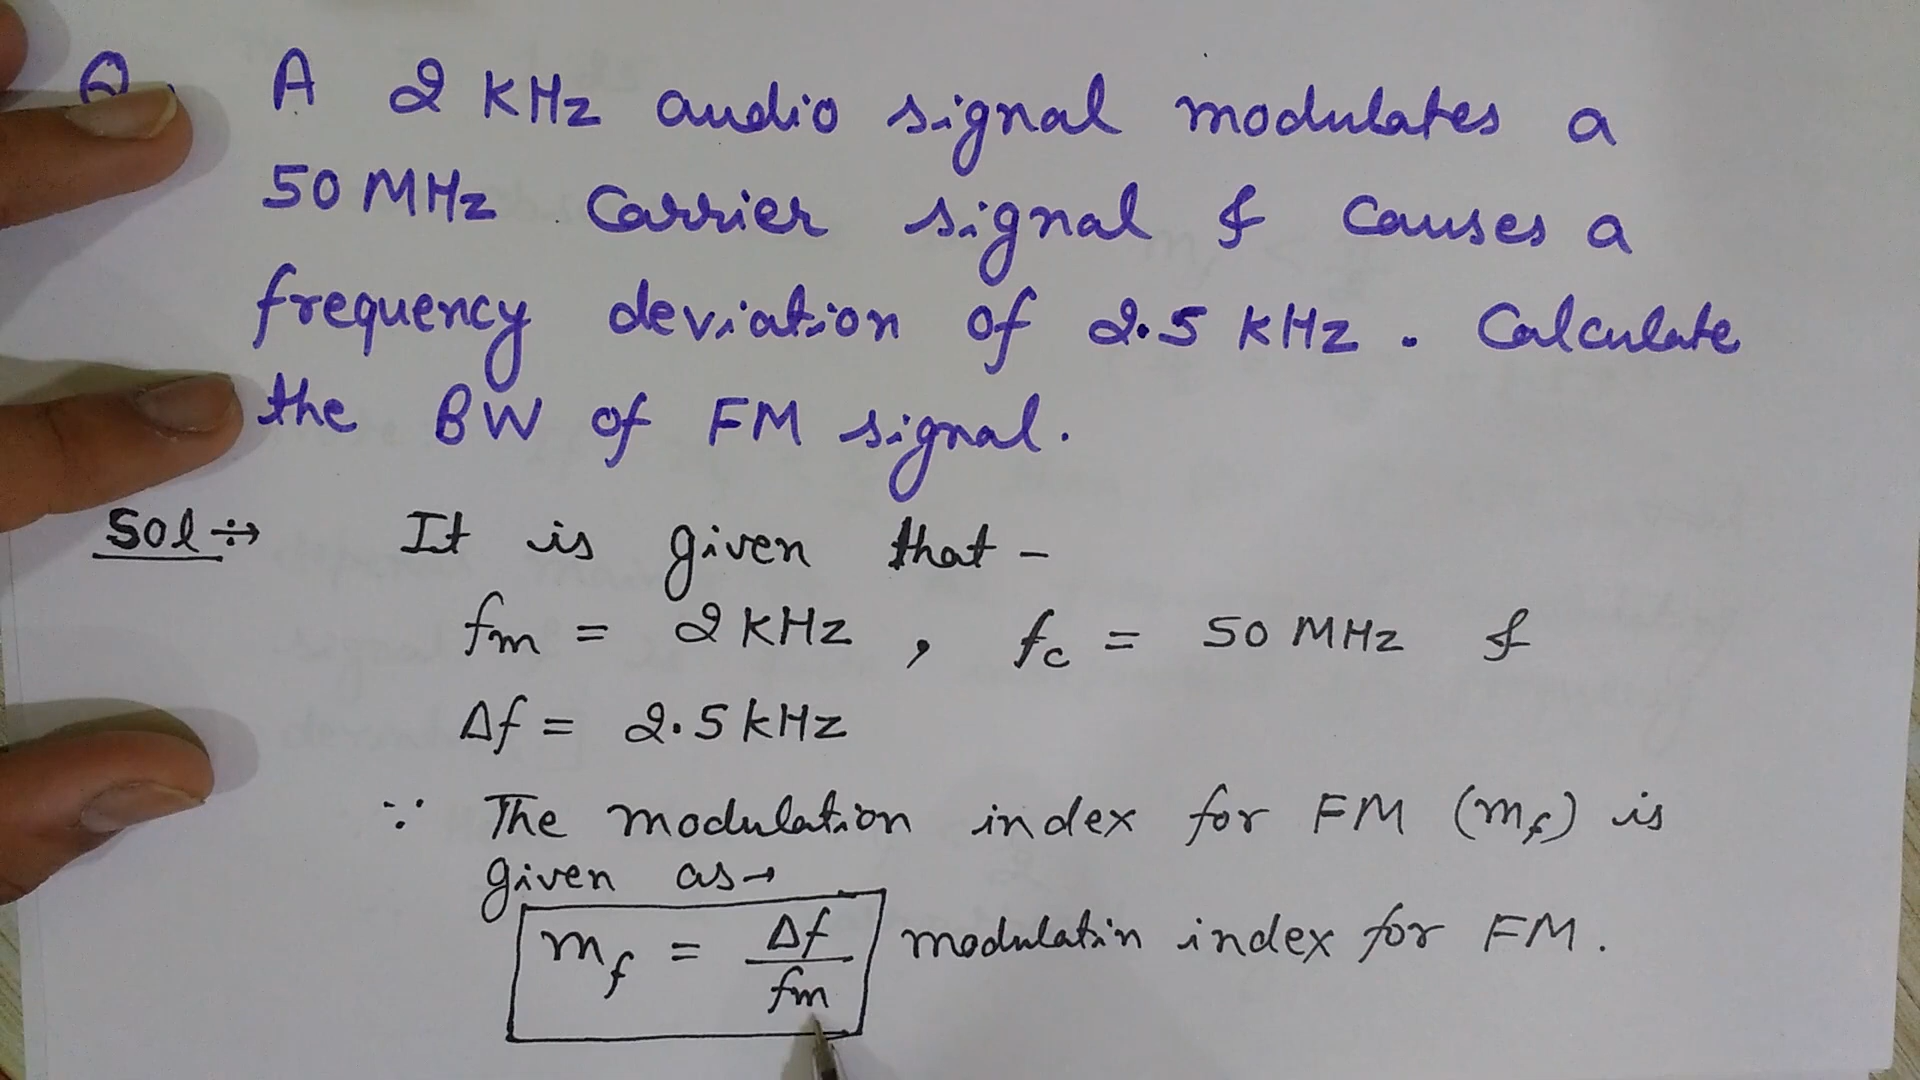 Q. A 2 KHz audio signal modulates a
50 MHz Carrier signal & causes a
frequency deviation of 2.5 KHz. Calculate
the BW of FM signal.
Sol ÷→ It is given that -
fm = 2 KHz , fc = 50 MHz &
Δf = 2.5 kHz
∵ The modulation index for FM (mf) is
given as→
mf = Δf/fm modulatin index for FM.